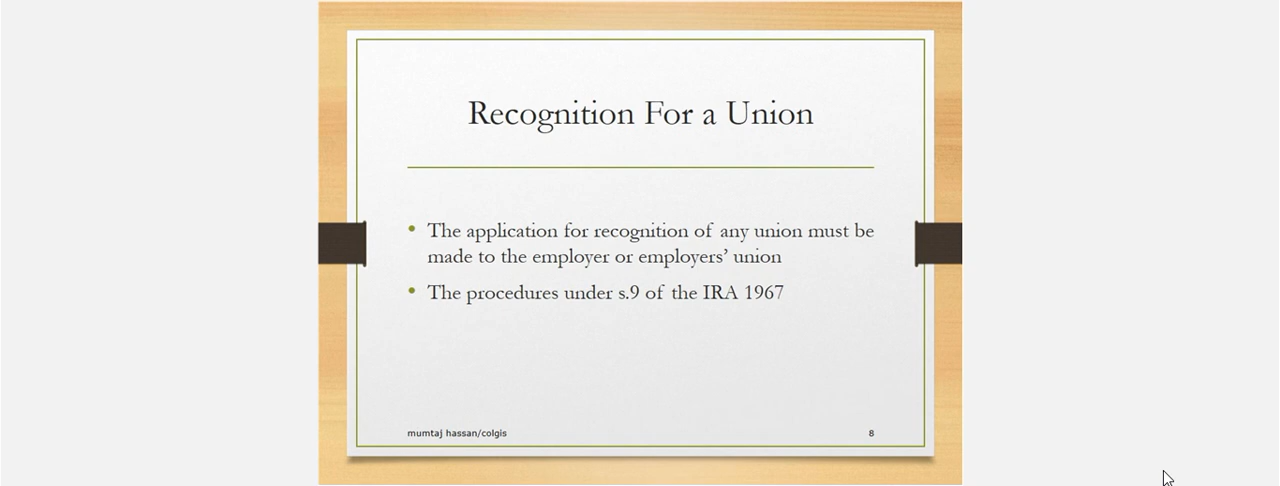 Recognition For a Union
• The application for recognition of any union must be
made to the employer or employers’ union
• The procedures under s.9 of the IRA 1967
mumtaj hassan/colgis
8